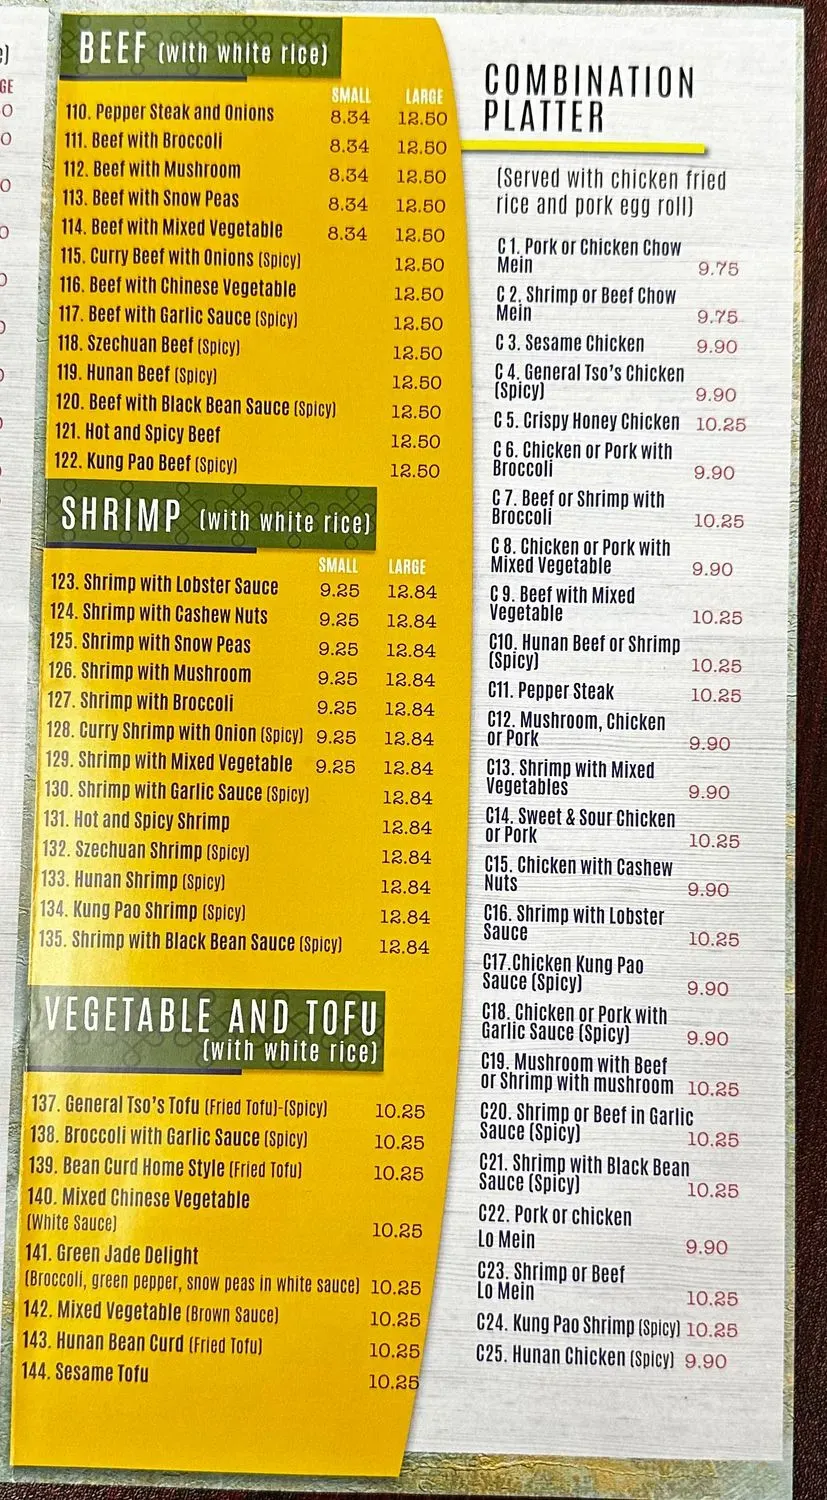 BEEF (with white rice)
SMALL LARGE
110. Pepper Steak and Onions 8.34 12.50
111. Beef with Broccoli 8.34 12.50
112. Beef with Mushroom 8.34 12.50
113. Beef with Snow Peas 8.34 12.50
114. Beef with Mixed Vegetable 8.34 12.50
115. Curry Beef with Onions (Spicy) 12.50
116. Beef with Chinese Vegetable 12.50
117. Beef with Garlic Sauce (Spicy) 12.50
118. Szechuan Beef (Spicy) 12.50
119. Hunan Beef (Spicy) 12.50
120. Beef with Black Bean Sauce (Spicy) 12.50
121. Hot and Spicy Beef 12.50
122. Kung Pao Beef (Spicy) 12.50
SHRIMP (with white rice)
SMALL LARGE
123. Shrimp with Lobster Sauce 9.25 12.84
124. Shrimp with Cashew Nuts 9.25 12.84
125. Shrimp with Snow Peas 9.25 12.84
126. Shrimp with Mushroom 9.25 12.84
127. Shrimp with Broccoli 9.25 12.84
128. Curry Shrimp with Onion (Spicy) 9.25 12.84
129. Shrimp with Mixed Vegetable 9.25 12.84
130. Shrimp with Garlic Sauce (Spicy) 12.84
131. Hot and Spicy Shrimp 12.84
132. Szechuan Shrimp (Spicy) 12.84
133. Hunan Shrimp (Spicy) 12.84
134. Kung Pao Shrimp (Spicy) 12.84
135. Shrimp with Black Bean Sauce (Spicy) 12.84
VEGETABLE AND TOFU
(with white rice)
137. General Tso's Tofu (Fried Tofu)-(Spicy) 10.25
138. Broccoli with Garlic Sauce (Spicy) 10.25
139. Bean Curd Home Style (Fried Tofu) 10.25
140. Mixed Chinese Vegetable
(White Sauce) 10.25
141. Green Jade Delight
(Broccoli, green pepper, snow peas in white sauce) 10.25
142. Mixed Vegetable (Brown Sauce) 10.25
143. Hunan Bean Curd (Fried Tofu) 10.25
144. Sesame Tofu 10.25
COMBINATION
PLATTER
(Served with chicken fried
rice and pork egg roll)
C 1. Pork or Chicken Chow
Mein 9.75
C 2. Shrimp or Beef Chow
Mein 9.75
C 3. Sesame Chicken 9.90
C 4. General Tso's Chicken
(Spicy) 9.90
C 5. Crispy Honey Chicken 10.25
C 6. Chicken or Pork with
Broccoli 9.90
C 7. Beef or Shrimp with
Broccoli 10.25
C 8. Chicken or Pork with
Mixed Vegetable 9.90
C 9. Beef with Mixed
Vegetable 10.25
C10. Hunan Beef or Shrimp
(Spicy) 10.25
C11. Pepper Steak 10.25
C12. Mushroom, Chicken
or Pork 9.90
C13. Shrimp with Mixed
Vegetables 9.90
C14. Sweet & Sour Chicken
or Pork 10.25
C15. Chicken with Cashew
Nuts 9.90
C16. Shrimp with Lobster
Sauce 10.25
C17.Chicken Kung Pao
Sauce (Spicy) 9.90
C18. Chicken or Pork with
Garlic Sauce (Spicy) 9.90
C19. Mushroom with Beef
or Shrimp with mushroom 10.25
C20. Shrimp or Beef in Garlic
Sauce (Spicy) 10.25
C21. Shrimp with Black Bean
Sauce (Spicy) 10.25
C22. Pork or chicken
Lo Mein 9.90
C23. Shrimp or Beef
Lo Mein 10.25
C24. Kung Pao Shrimp (Spicy) 10.25
C25. Hunan Chicken (Spicy) 9.90